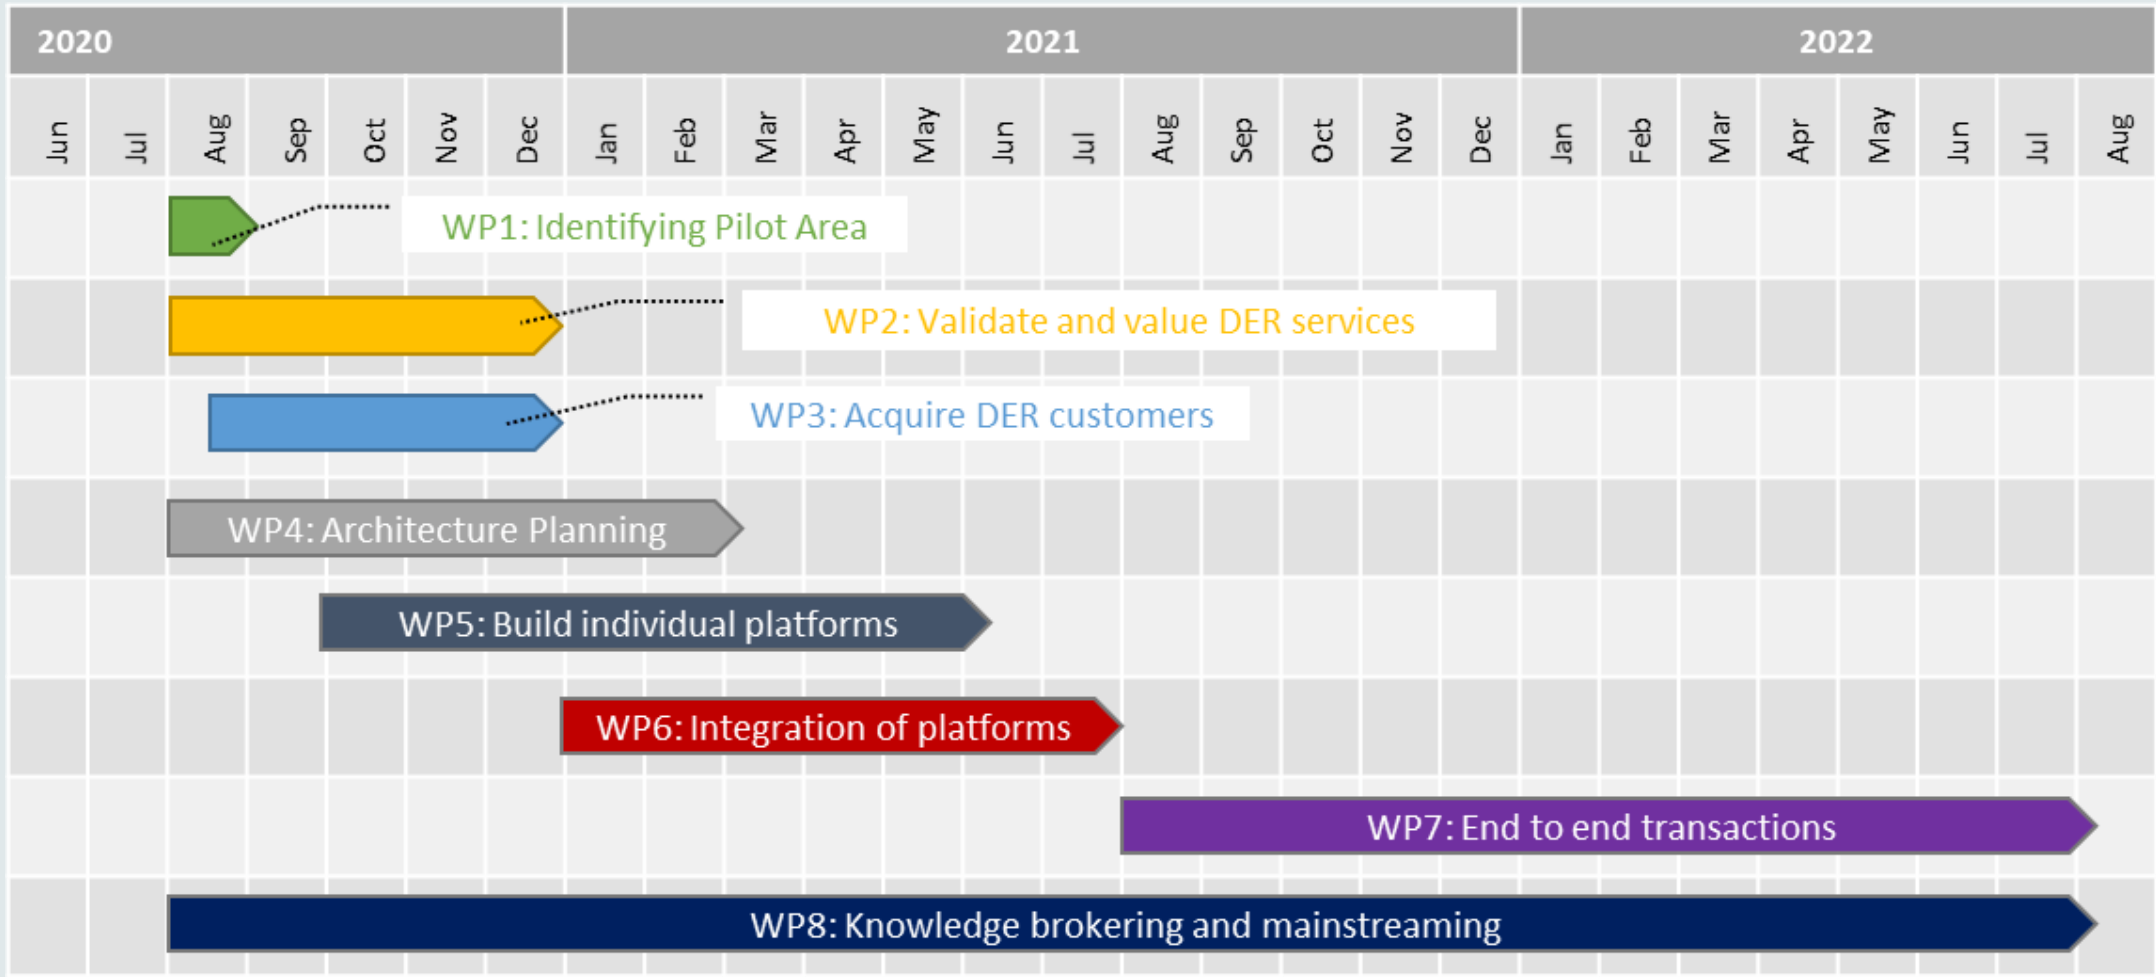 2020 2021 2022
Jun Jul Aug Sep Oct Nov Dec Jan Feb Mar Apr May Jun Jul Aug Sep Oct Nov Dec Jan Feb Mar Apr May Jun Jul Aug
WP1: Identifying Pilot Area
WP2: Validate and value DER services
WP3: Acquire DER customers
WP4: Architecture Planning
WP5: Build individual platforms
WP6: Integration of platforms
WP7: End to end transactions
WP8: Knowledge brokering and mainstreaming